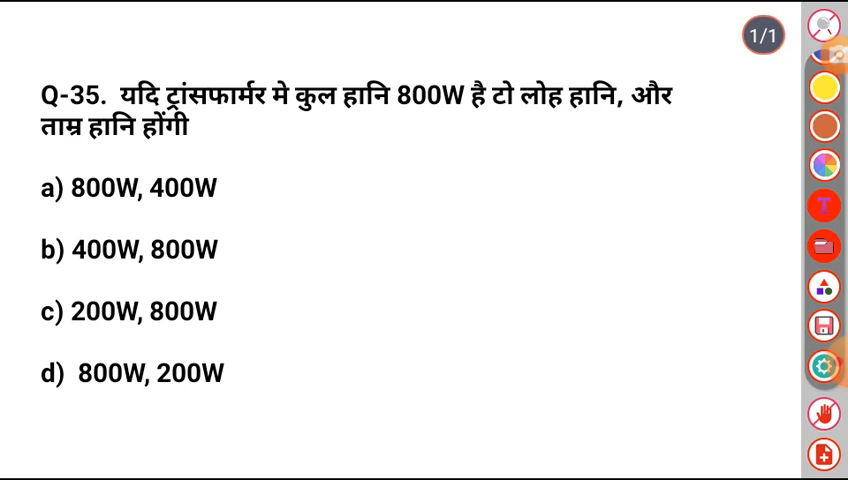 1/1
Q-35. यदि ट्रांसफार्मर मे कुल हानि 800W है टो लोह हानि, और
ताम्र हानि होंगी
a) 800W, 400W
b) 400W, 800W
c) 200W, 800W
d) 800W, 200W
T